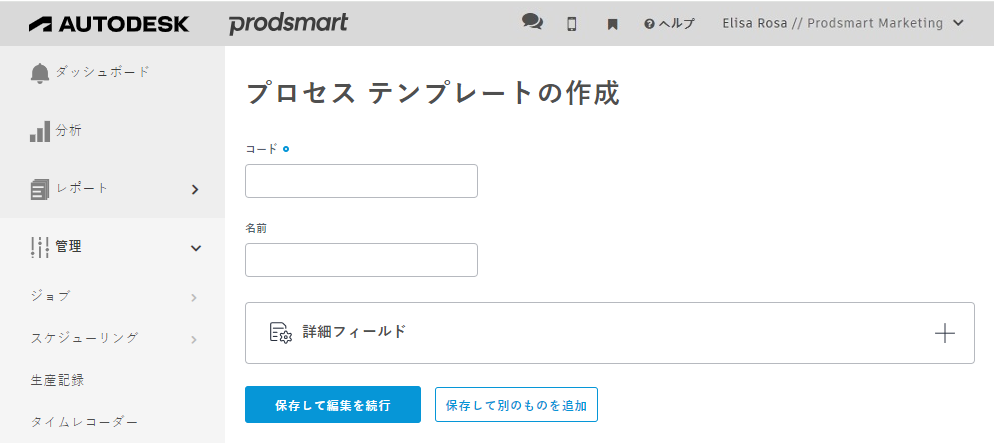 AUTODESK prodsmart ヘルプ Elisa Rosa // Prodsmart Marketing
ダッシュボード
分析
レポート
管理
ジョブ
スケジューリング
生産記録
タイムレコーダー
プロセス テンプレートの作成
コード
名前
詳細フィールド
保存して編集を続行 保存して別のものを追加